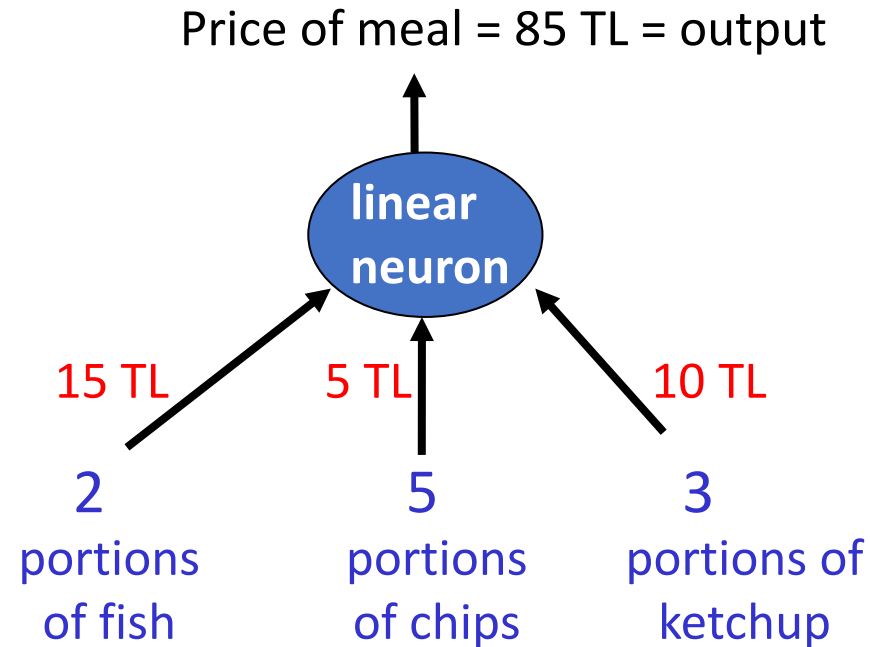 Price of meal = 85 TL = output
linear
neuron
15 TL
5 TL
10 TL
2
portions
of fish
5
portions
of chips
3
portions of
ketchup